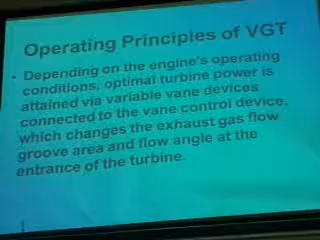 Operating Principles of VGT
• Depending on the engine's operating
conditions, optimal turbine power is
attained via variable vane devices
connected to the vane control device,
which changes the exhaust gas flow
groove area and flow angle at the
entrance of the turbine.